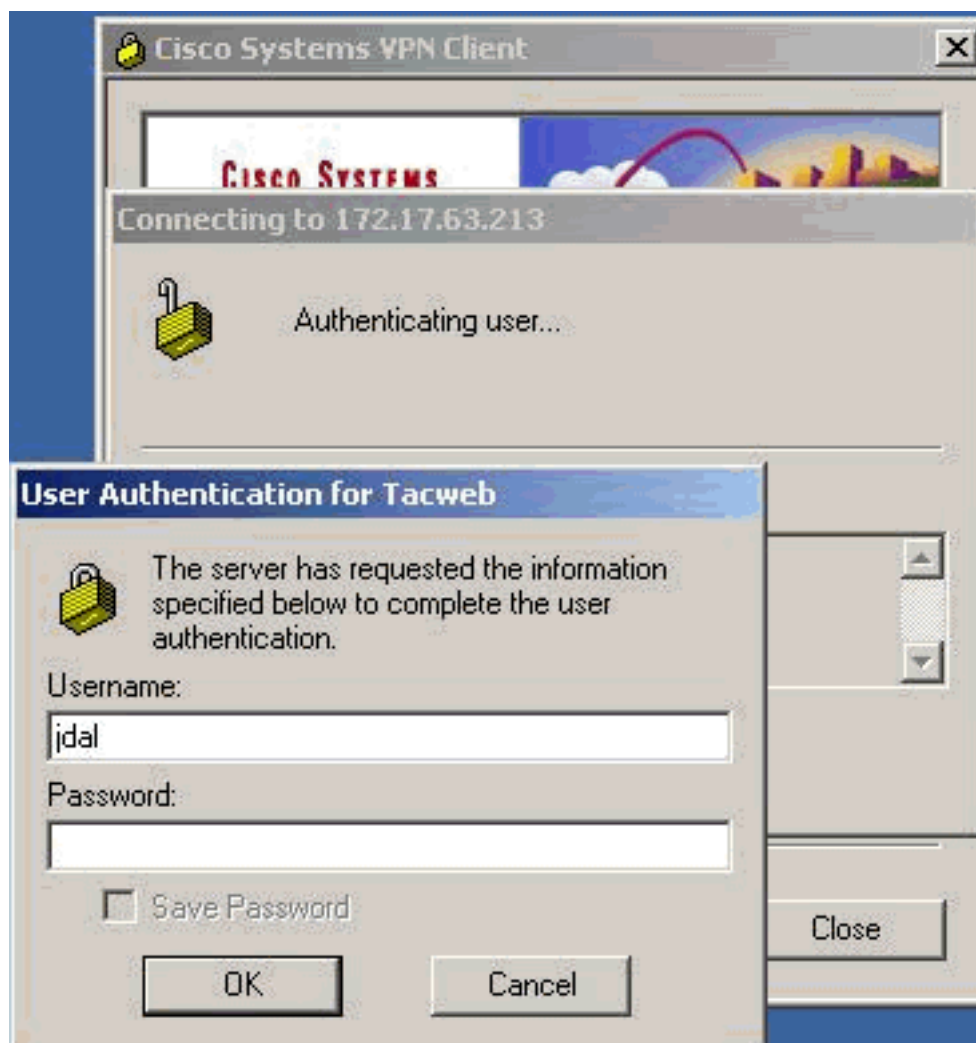 Cisco Systems VPN Client
CISCO SYSTEMS
Connecting to 172.17.63.213
Authenticating user...
User Authentication for Tacweb
The server has requested the information
specified below to complete the user
authentication.
Username:
jdal
Password:
Save Password
OK
Cancel
Close